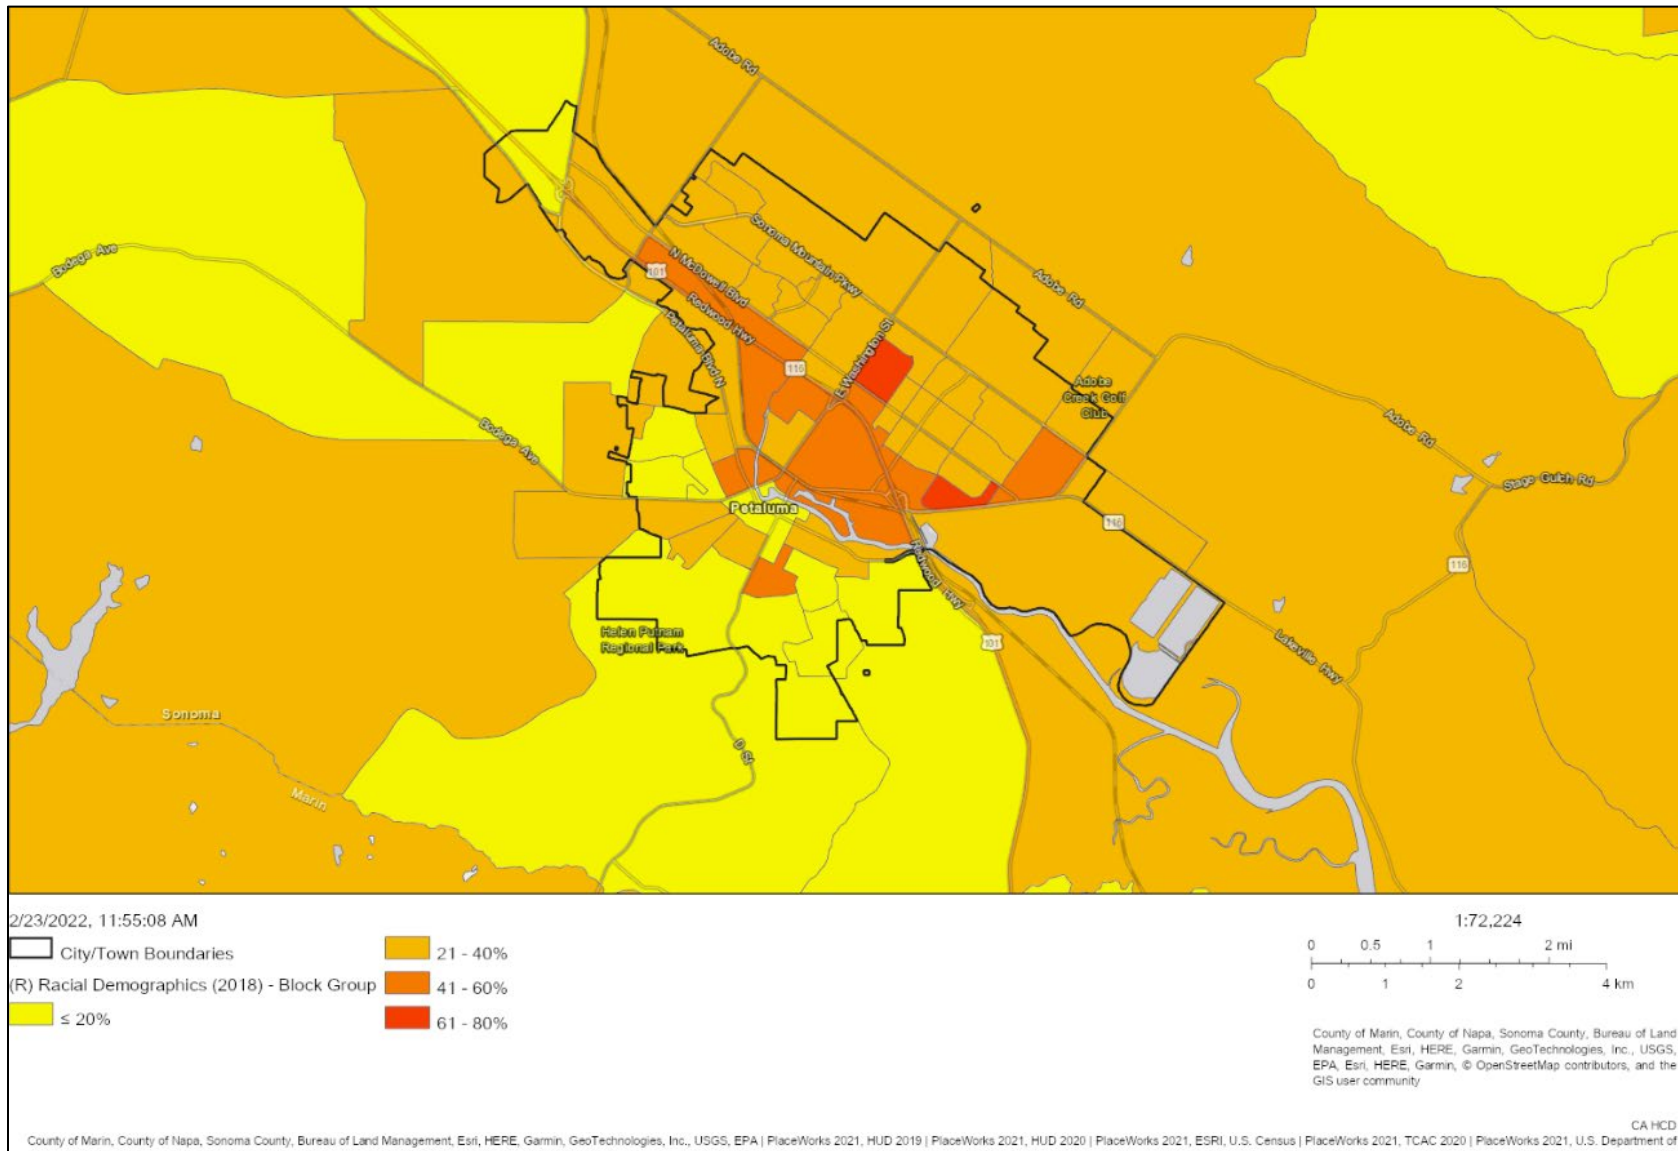 Adobe Rd
Bodega Ave
Sonoma Mountain Pkwy
N McDowell Blvd
101
Redwood Hwy
Petaluma Blvd N
Adobe Rd
E Washington St
116
Adobe
Creek Golf
Club
Bodega Ave
Adobe Rd
Stage Gulch Rd
Petaluma
116
116
Redwood Hwy
Helen Putnam
Regional Park
101
Lakeville Hwy
Sonoma
D St
Marin
2/23/2022, 11:55:08 AM
City/Town Boundaries
(R) Racial Demographics (2018) - Block Group
≤ 20%
21 - 40%
41 - 60%
61 - 80%
1:72,224
0 0.5 1 2 mi
0 1 2 4 km
County of Marin, County of Napa, Sonoma County, Bureau of Land
Management, Esri, HERE, Garmin, GeoTechnologies, Inc., USGS,
EPA, Esri, HERE, Garmin, © OpenStreetMap contributors, and the
GIS user community
CA HCD
County of Marin, County of Napa, Sonoma County, Bureau of Land Management, Esri, HERE, Garmin, GeoTechnologies, Inc., USGS, EPA | PlaceWorks 2021, HUD 2019 | PlaceWorks 2021, HUD 2020 | PlaceWorks 2021, ESRI, U.S. Census | PlaceWorks 2021, TCAC 2020 | PlaceWorks 2021, U.S. Department of